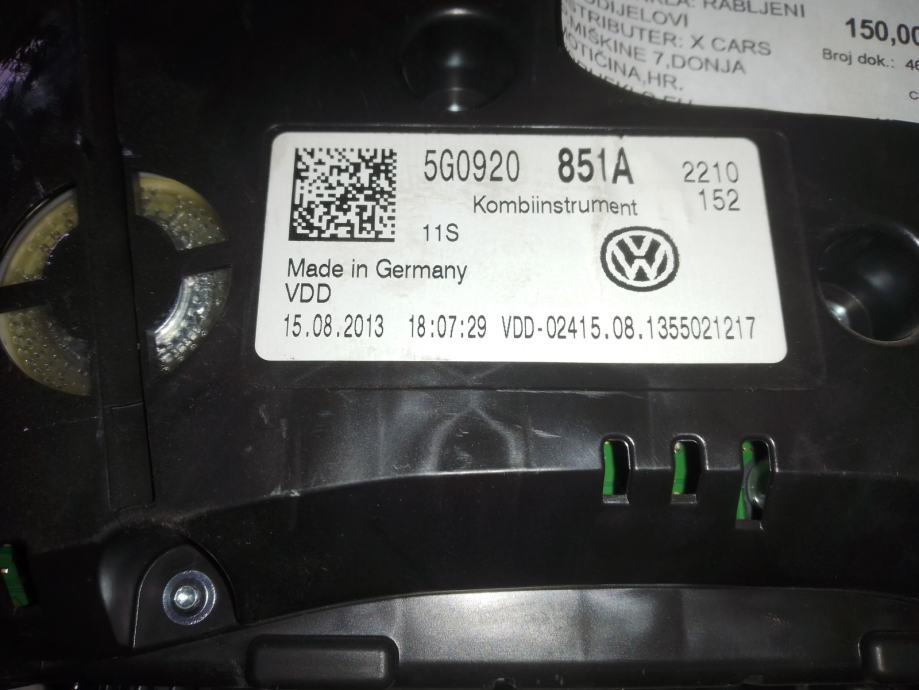 RABLJENI
DIJELOVI
STRIBUTER: X CARS
MIŠKINE 7,DONJA
HR.
150,00
Broj dok.: 46
5G0920 851A 2210
Kombiinstrument 152
11S
Made in Germany
VDD
15.08.2013 18:07:29 VDD-02415.08.1355021217